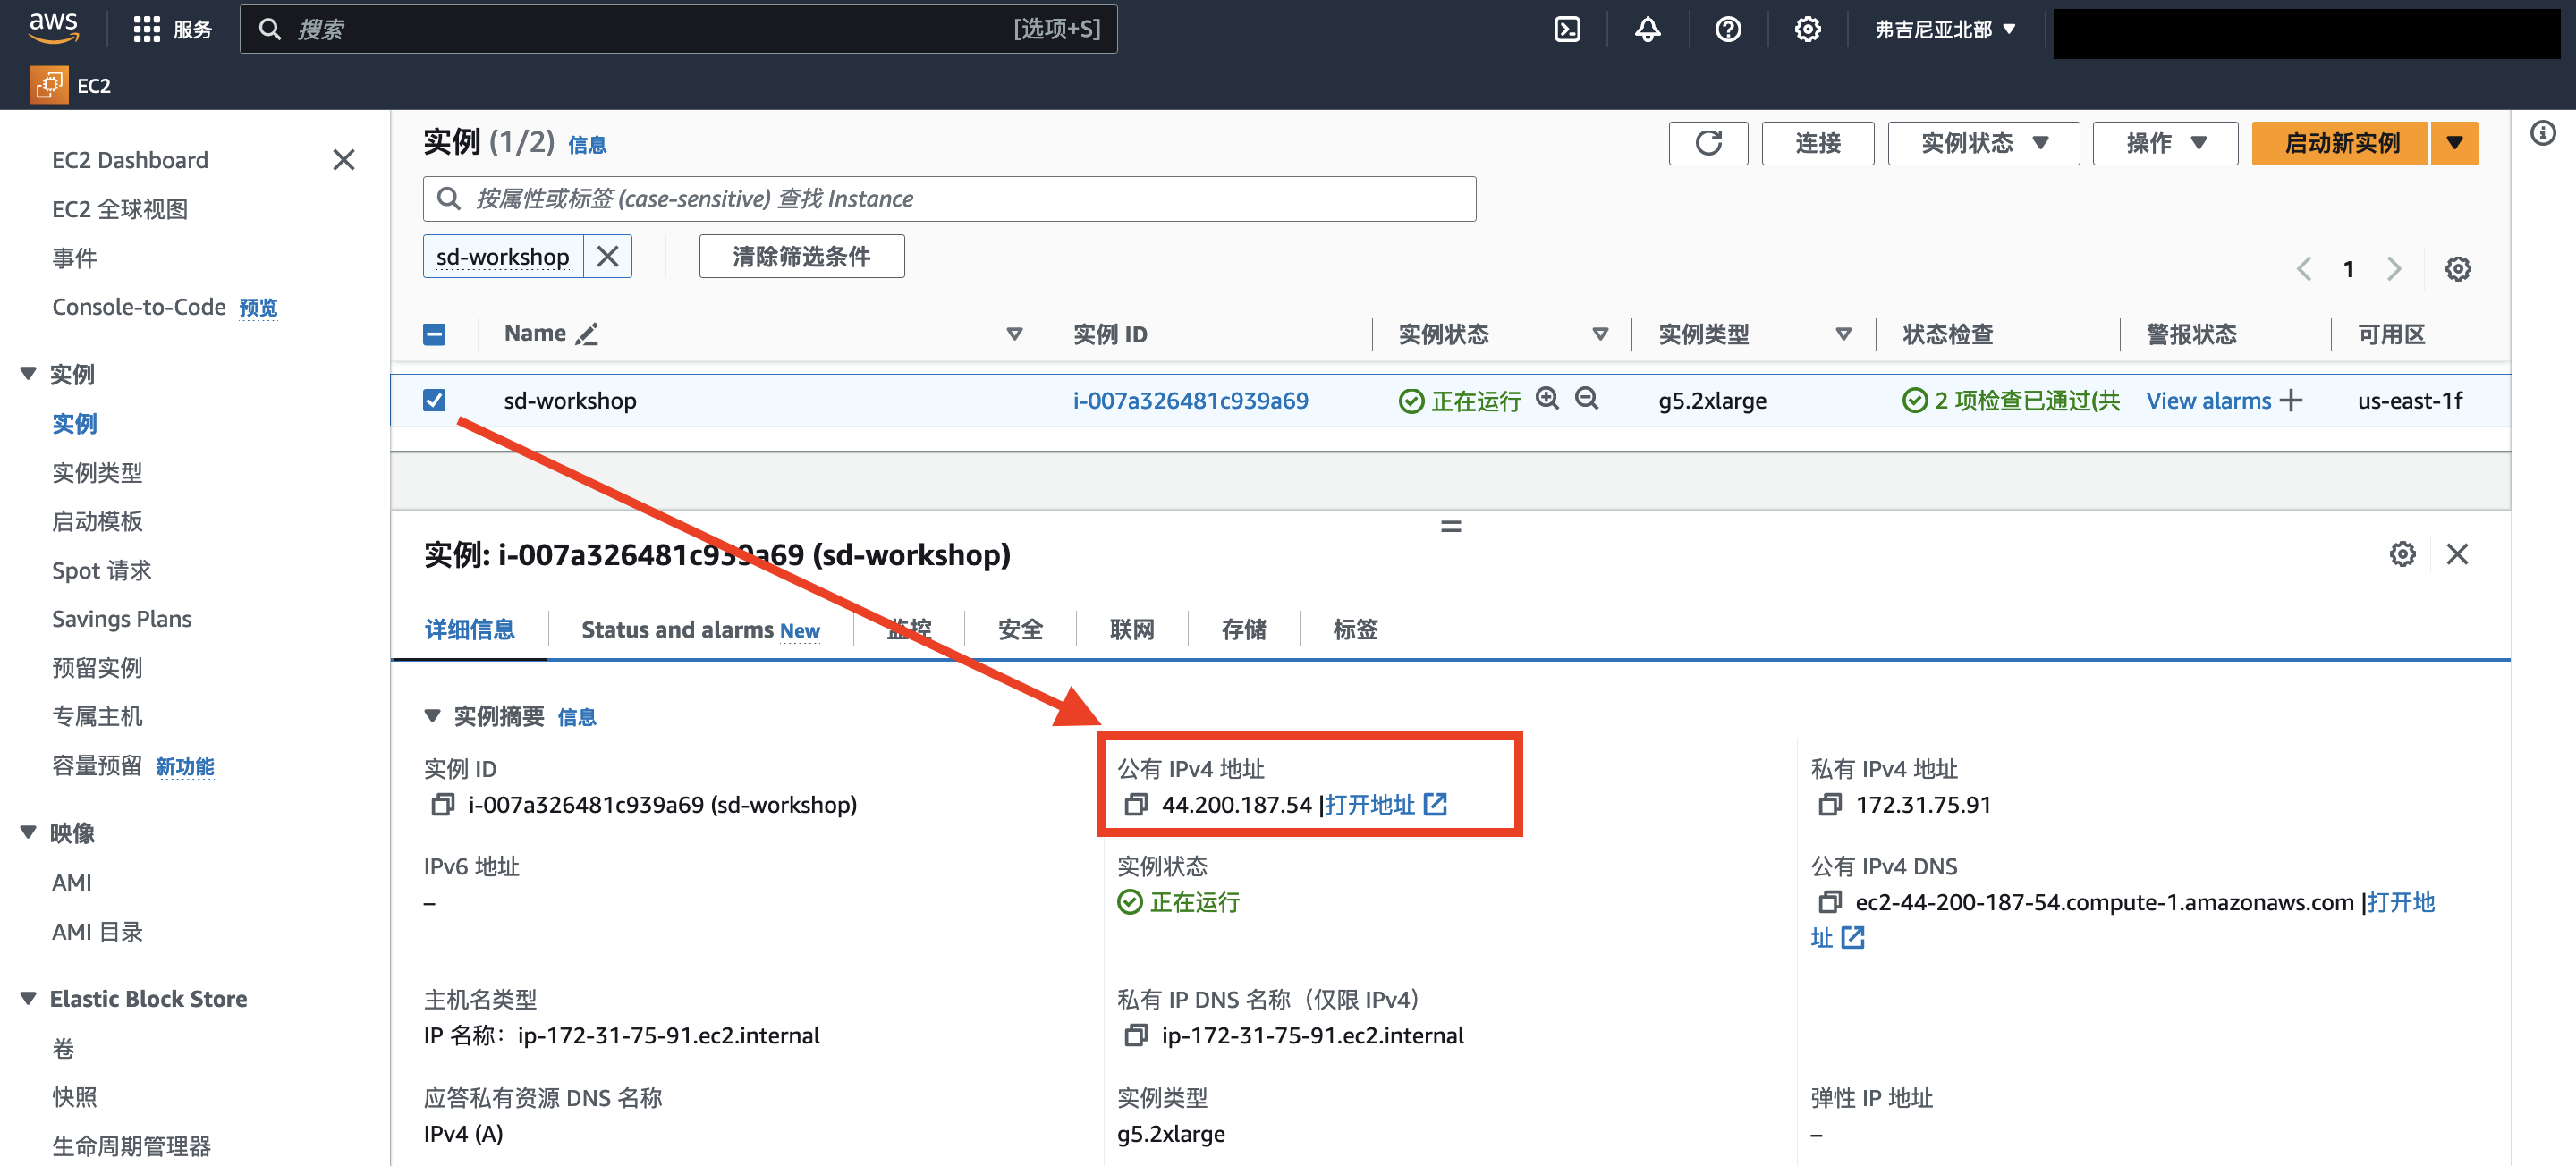 aws
服务
搜索
[选项+S]
弗吉尼亚北部
EC2
EC2 Dashboard
EC2 全球视图
事件
Console-to-Code 预览
实例
实例
实例类型
启动模板
Spot 请求
Savings Plans
预留实例
专属主机
容量预留 新功能
映像
AMI
AMI 目录
Elastic Block Store
卷
快照
生命周期管理器
实例 (1/2) 信息
连接
实例状态
操作
启动新实例
按属性或标签 (case-sensitive) 查找 Instance
sd-workshop
清除筛选条件
1
Name 实例 ID 实例状态 实例类型 状态检查 警报状态 可用区
sd-workshop i-007a326481c939a69 正在运行 g5.2xlarge 2 项检查已通过(共 View alarms us-east-1f
实例: i-007a326481c939a69 (sd-workshop)
详细信息 Status and alarms New 监控 安全 联网 存储 标签
实例摘要 信息
实例 ID
i-007a326481c939a69 (sd-workshop)
公有 IPv4 地址
44.200.187.54 |打开地址
私有 IPv4 地址
172.31.75.91
IPv6 地址
–
实例状态
正在运行
公有 IPv4 DNS
ec2-44-200-187-54.compute-1.amazonaws.com |打开地
址
主机名类型
IP 名称：ip-172-31-75-91.ec2.internal
私有 IP DNS 名称（仅限 IPv4）
ip-172-31-75-91.ec2.internal
应答私有资源 DNS 名称
IPv4 (A)
实例类型
g5.2xlarge
弹性 IP 地址
–